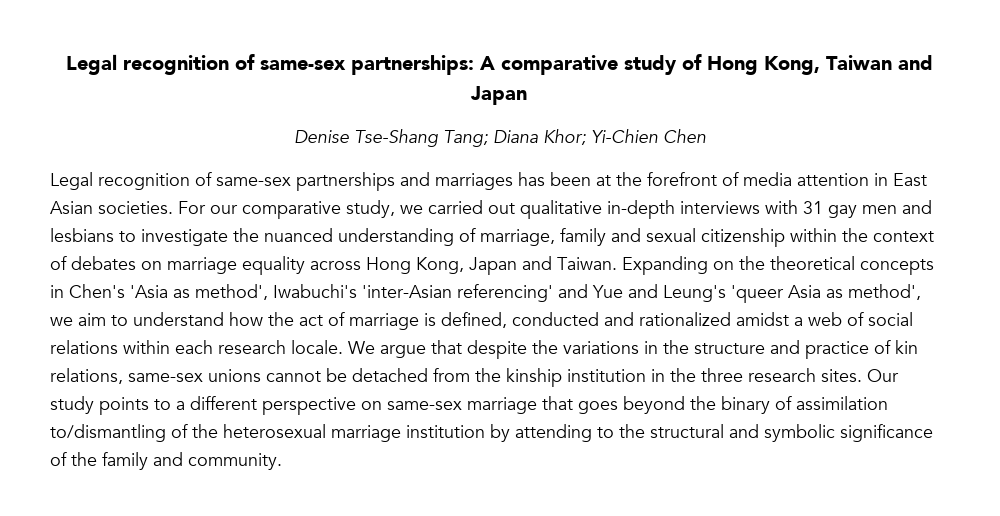 Legal recognition of same-sex partnerships: A comparative study of Hong Kong, Taiwan and
Japan
Denise Tse-Shang Tang; Diana Khor; Yi-Chien Chen
Legal recognition of same-sex partnerships and marriages has been at the forefront of media attention in East
Asian societies. For our comparative study, we carried out qualitative in-depth interviews with 31 gay men and
lesbians to investigate the nuanced understanding of marriage, family and sexual citizenship within the context
of debates on marriage equality across Hong Kong, Japan and Taiwan. Expanding on the theoretical concepts
in Chen's 'Asia as method', Iwabuchi's 'inter-Asian referencing' and Yue and Leung's 'queer Asia as method',
we aim to understand how the act of marriage is defined, conducted and rationalized amidst a web of social
relations within each research locale. We argue that despite the variations in the structure and practice of kin
relations, same-sex unions cannot be detached from the kinship institution in the three research sites. Our
study points to a different perspective on same-sex marriage that goes beyond the binary of assimilation
to/dismantling of the heterosexual marriage institution by attending to the structural and symbolic significance
of the family and community.